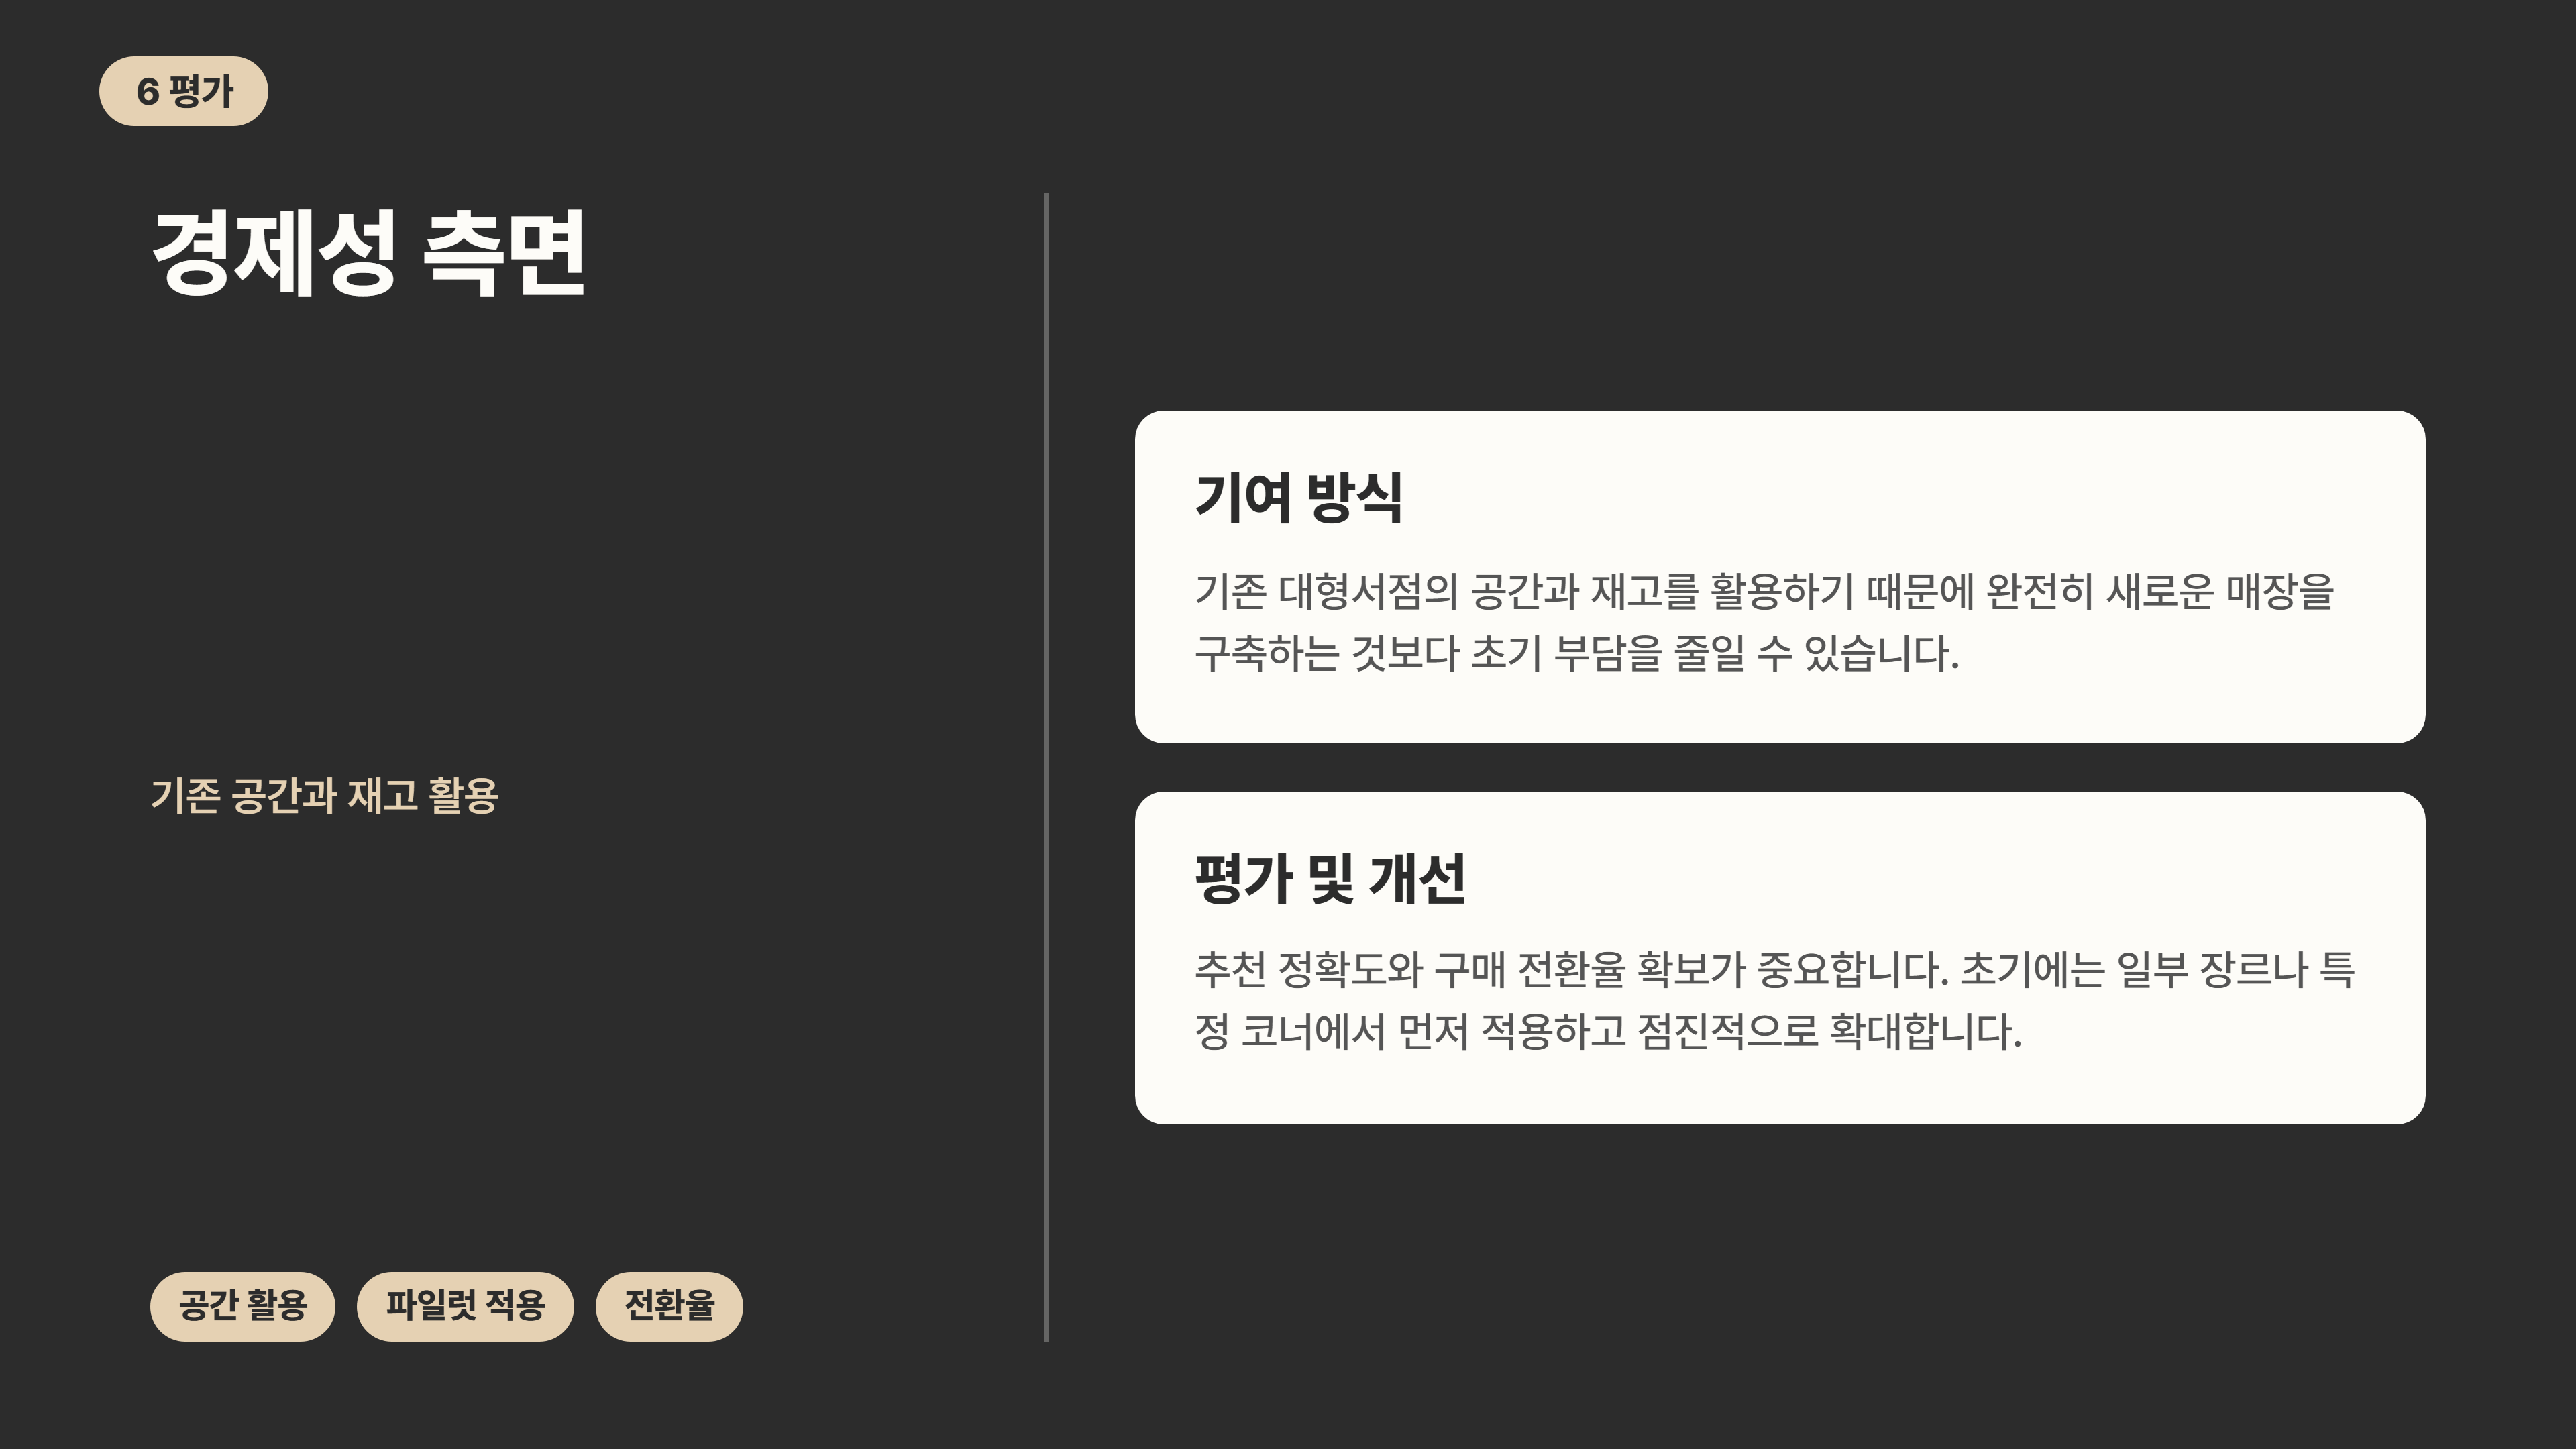 6 평가
경제성 측면
기존 공간과 재고 활용
공간 활용
파일럿 적용
전환율
기여 방식
기존 대형서점의 공간과 재고를 활용하기 때문에 완전히 새로운 매장을
구축하는 것보다 초기 부담을 줄일 수 있습니다.
평가 및 개선
추천 정확도와 구매 전환율 확보가 중요합니다. 초기에는 일부 장르나 특
정 코너에서 먼저 적용하고 점진적으로 확대합니다.